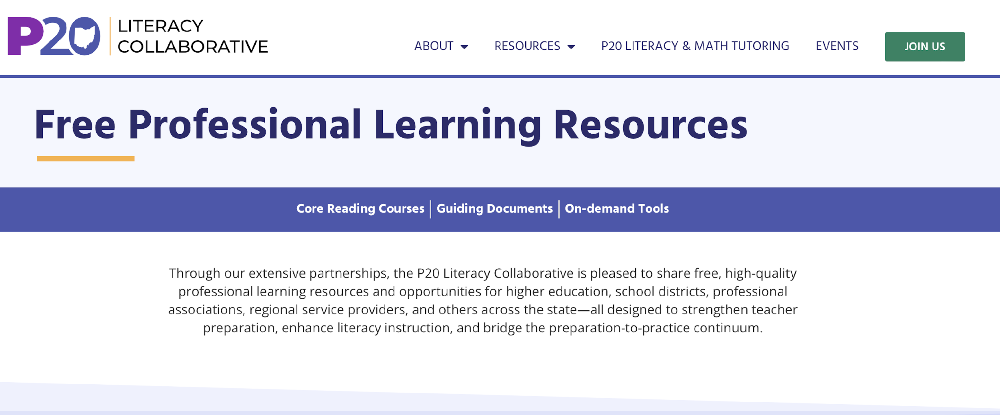 P20
LITERACY
COLLABORATIVE
ABOUT
RESOURCES
P20 LITERACY & MATH TUTORING
EVENTS
JOIN US
Free Professional Learning Resources
Core Reading Courses | Guiding Documents | On-demand Tools
Through our extensive partnerships, the P20 Literacy Collaborative is pleased to share free, high-quality
professional learning resources and opportunities for higher education, school districts, professional
associations, regional service providers, and others across the state—all designed to strengthen teacher
preparation, enhance literacy instruction, and bridge the preparation-to-practice continuum.